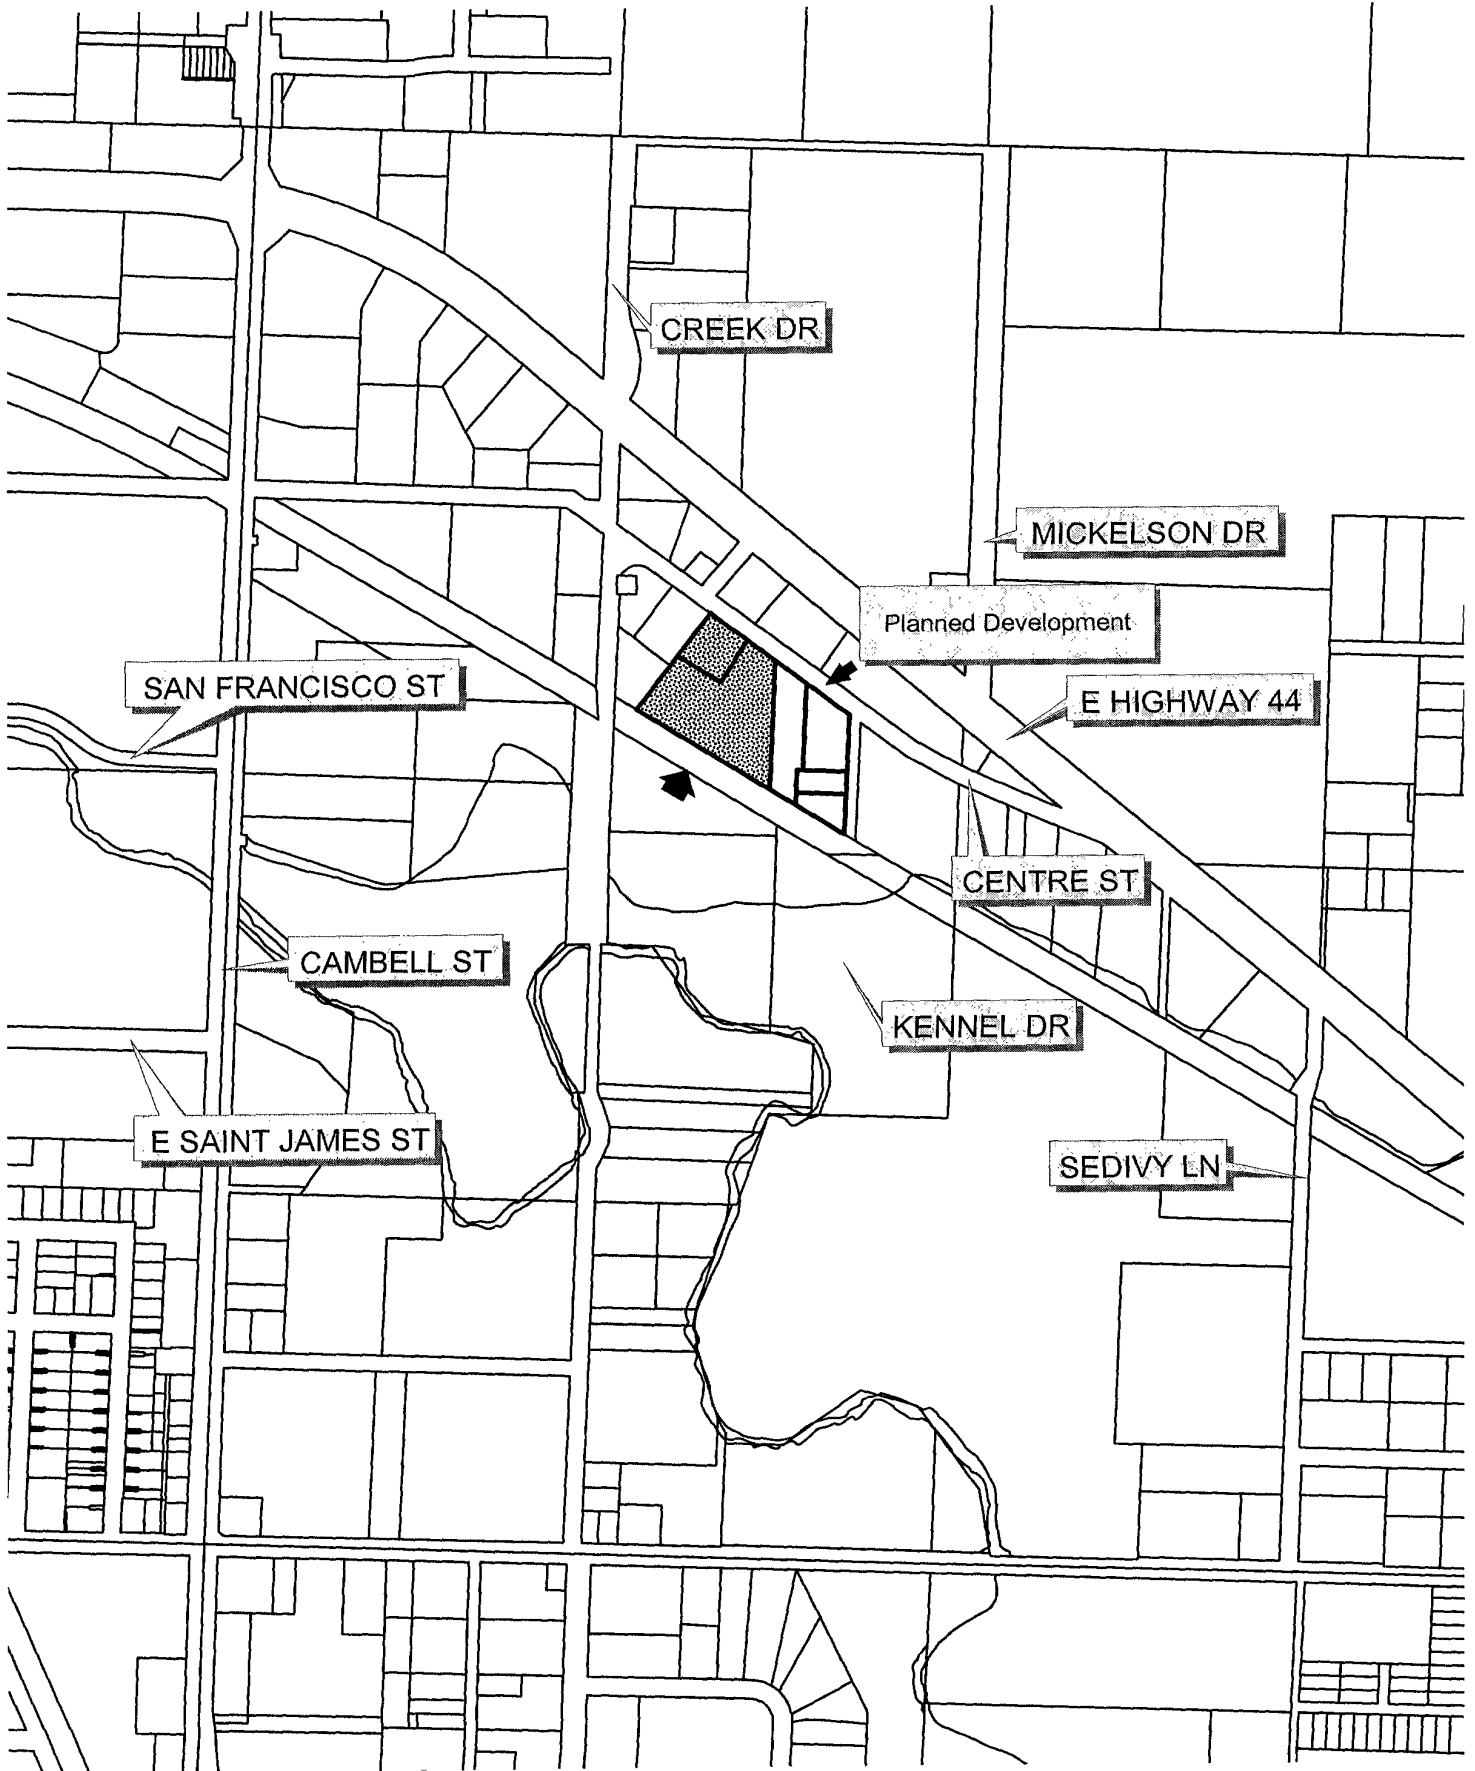 CREEK DR
MICKELSON DR
Planned Development
SAN FRANCISCO ST
E HIGHWAY 44
CENTRE ST
CAMBELL ST
KENNEL DR
E SAINT JAMES ST
SEDIVY LN